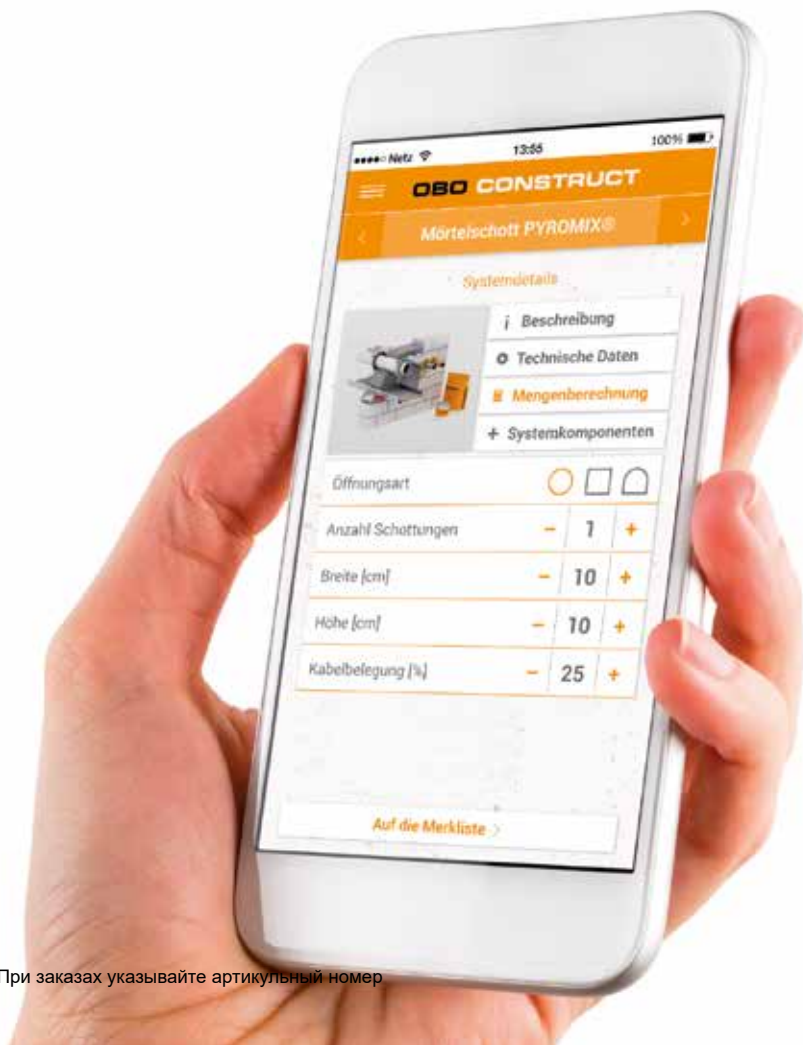 Netz 13:55 100%
OBO CONSTRUCT
Mörtelschott PYROMIX®
Systemdetails
i Beschreibung
Technische Daten
Mengenberechnung
+ Systemkomponenten
Öffnungsart
Anzahl Schottungen - 1 +
Breite [cm] - 10 +
Höhe [cm] - 10 +
Kabelbelegung [%] - 25 +
Auf die Merkliste >
При заказах указывайте артикульный номер